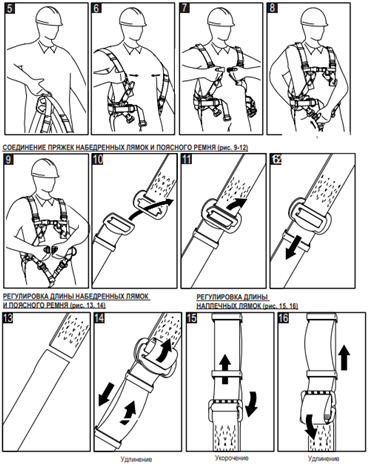 5 6 7 8
СОЕДИНЕНИЕ ПРЯЖЕК НАБЕДРЕННЫХ ЛЯМОК И ПОЯСНОГО РЕМНЯ (рис. 9-12)
9 10 11 62
РЕГУЛИРОВКА ДЛИНЫ НАБЕДРЕННЫХ ЛЯМОК
И ПОЯСНОГО РЕМНЯ (рис. 13, 14)
РЕГУЛИРОВКА ДЛИНЫ
НАПЛЕЧНЫХ ЛЯМОК (рис. 15, 16)
13 14 15 16
Удлинение Укорочение Удлинение